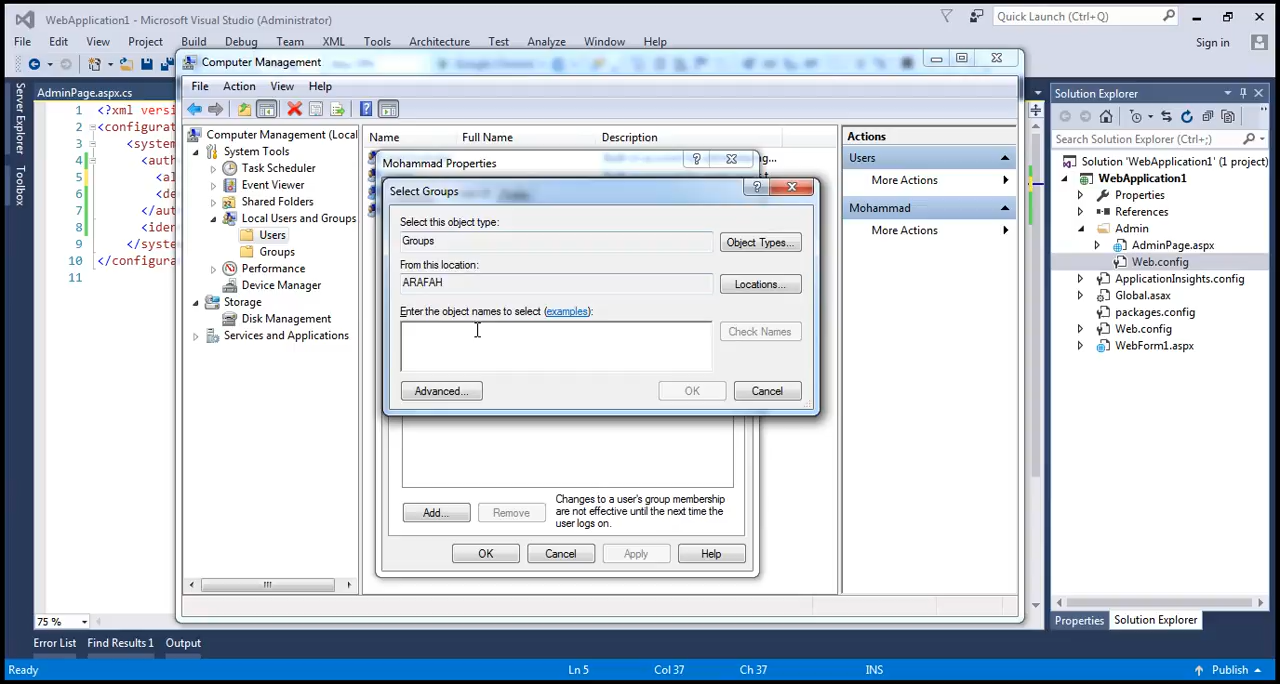 WebApplication1 - Microsoft Visual Studio (Administrator)
Quick Launch (Ctrl+Q)
File Edit View Project Build Debug Team XML Tools Architecture Test Analyze Window Help
Sign in
Server Explorer
Toolbox
AdminPage.aspx.cs
1 <?xml versi
2 <configurat
3 <system
4 <auth
5 <al
6 <de
7 </au
8 <iden
9 </syste
10 </configura
11
75 %
Computer Management
File Action View Help
Computer Management (Local
System Tools
Task Scheduler
Event Viewer
Shared Folders
Local Users and Groups
Users
Groups
Performance
Device Manager
Storage
Disk Management
Services and Applications
Name Full Name Description
Actions
Users
More Actions
Mohammad
More Actions
Mohammad Properties
Select Groups
Select this object type:
Groups
Object Types...
From this location:
ARAFAH
Locations...
Enter the object names to select (examples):
Check Names
Advanced...
OK
Cancel
Add...
Remove
Changes to a user's group membership
are not effective until the next time the
user logs on.
OK
Cancel
Apply
Help
Solution Explorer
Search Solution Explorer (Ctrl+;)
Solution 'WebApplication1' (1 project)
WebApplication1
Properties
References
Admin
AdminPage.aspx
Web.config
ApplicationInsights.config
Global.asax
packages.config
Web.config
WebForm1.aspx
Properties Solution Explorer
Error List Find Results 1 Output
Ready Ln 5 Col 37 Ch 37 INS Publish